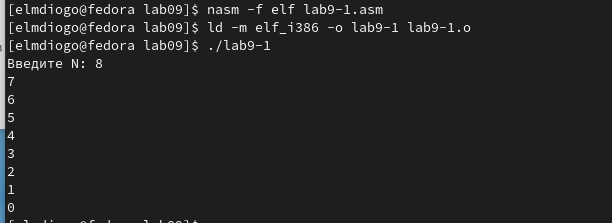 [elmdiogo@fedora lab09]$ nasm -f elf lab9-1.asm
[elmdiogo@fedora lab09]$ ld -m elf_i386 -o lab9-1 lab9-1.o
[elmdiogo@fedora lab09]$ ./lab9-1
Введите N: 8
7
6
5
4
3
2
1
0